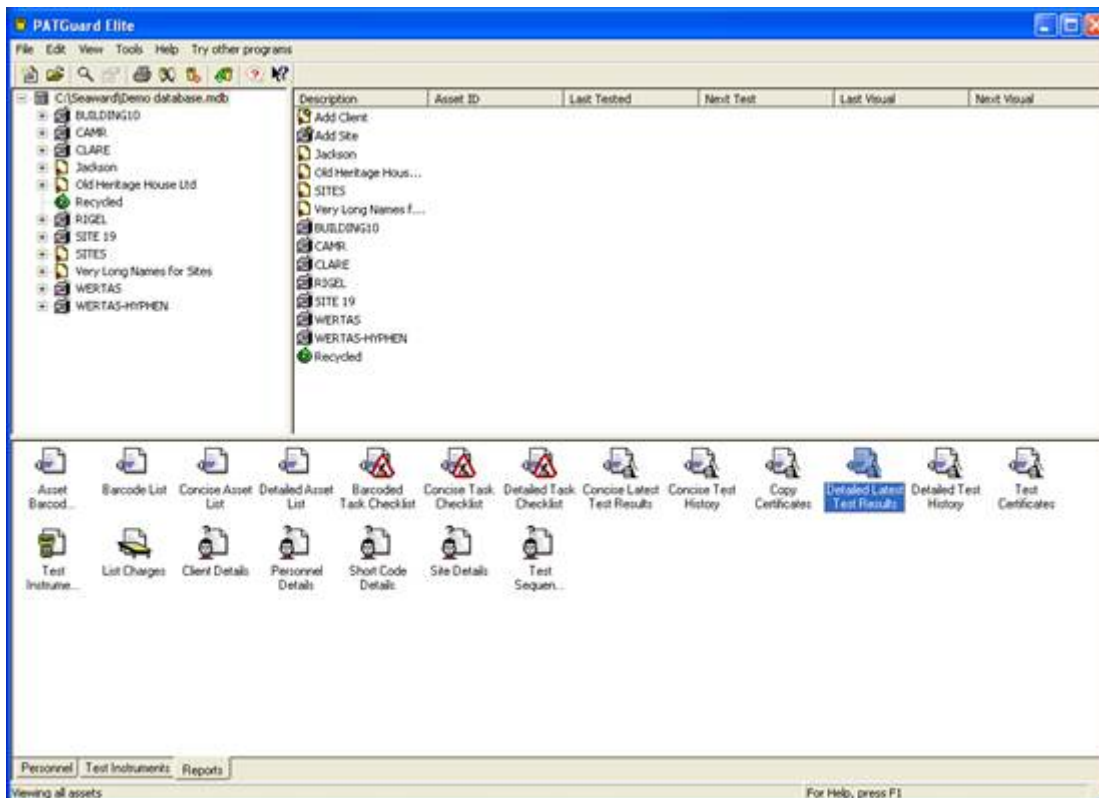 PATGuard Elite
File Edit View Tools Help Try other programs
C:\Seaward\Demo database.mdb
BUILDING10
CAMR
CLARE
Jackson
Old Heritage House Ltd
Recycled
RIGEL
SITE 19
SITES
Very Long Names for Sites
WERTAS
WERTAS-HYPHEN
Description Asset ID Last Tested Next Test Last Visual Next Visual
Add Client
Add Site
Jackson
Old Heritage Hous...
SITES
Very Long Names f...
BUILDING10
CAMR
CLARE
RIGEL
SITE 19
WERTAS
WERTAS-HYPHEN
Recycled
Asset Barcode List Concise Asset Detailed Asset Barcoded Concise Task Detailed Task Concise Latest Concise Test Copy Detailed Latest Detailed Test Test
Barcod... List List Task Checklist Checklist Checklist Test Results History Certificates Test Results History Certificates
Test List Charges Client Details Personnel Short Code Site Details Test
Instrume... Details Details Sequen...
Personnel Test Instruments Reports
Viewing all assets For Help, press F1